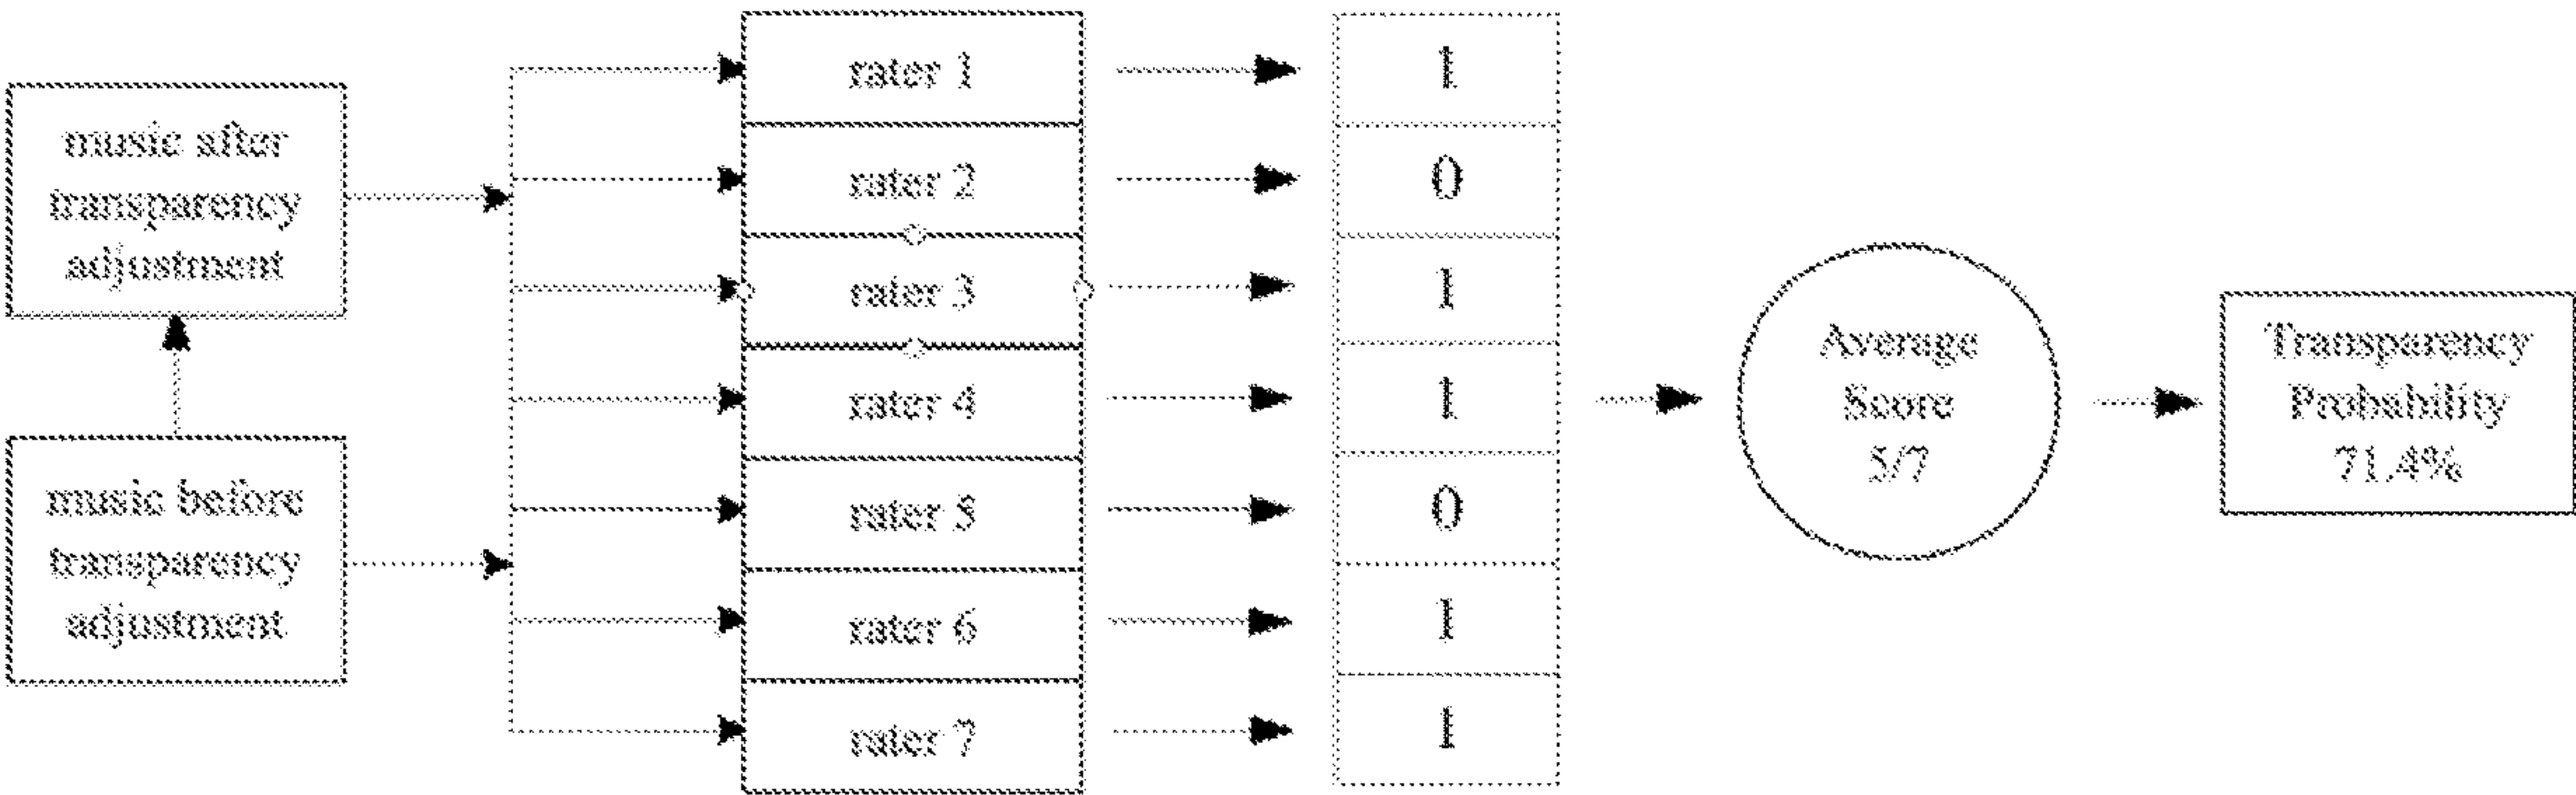 music after
transparency
adjustment
music before
transparency
adjustment
rater 1
rater 2
rater 3
rater 4
rater 5
rater 6
rater 7
1
0
1
1
0
1
1
Average
Score
5/7
Transparency
Probability
71.4%